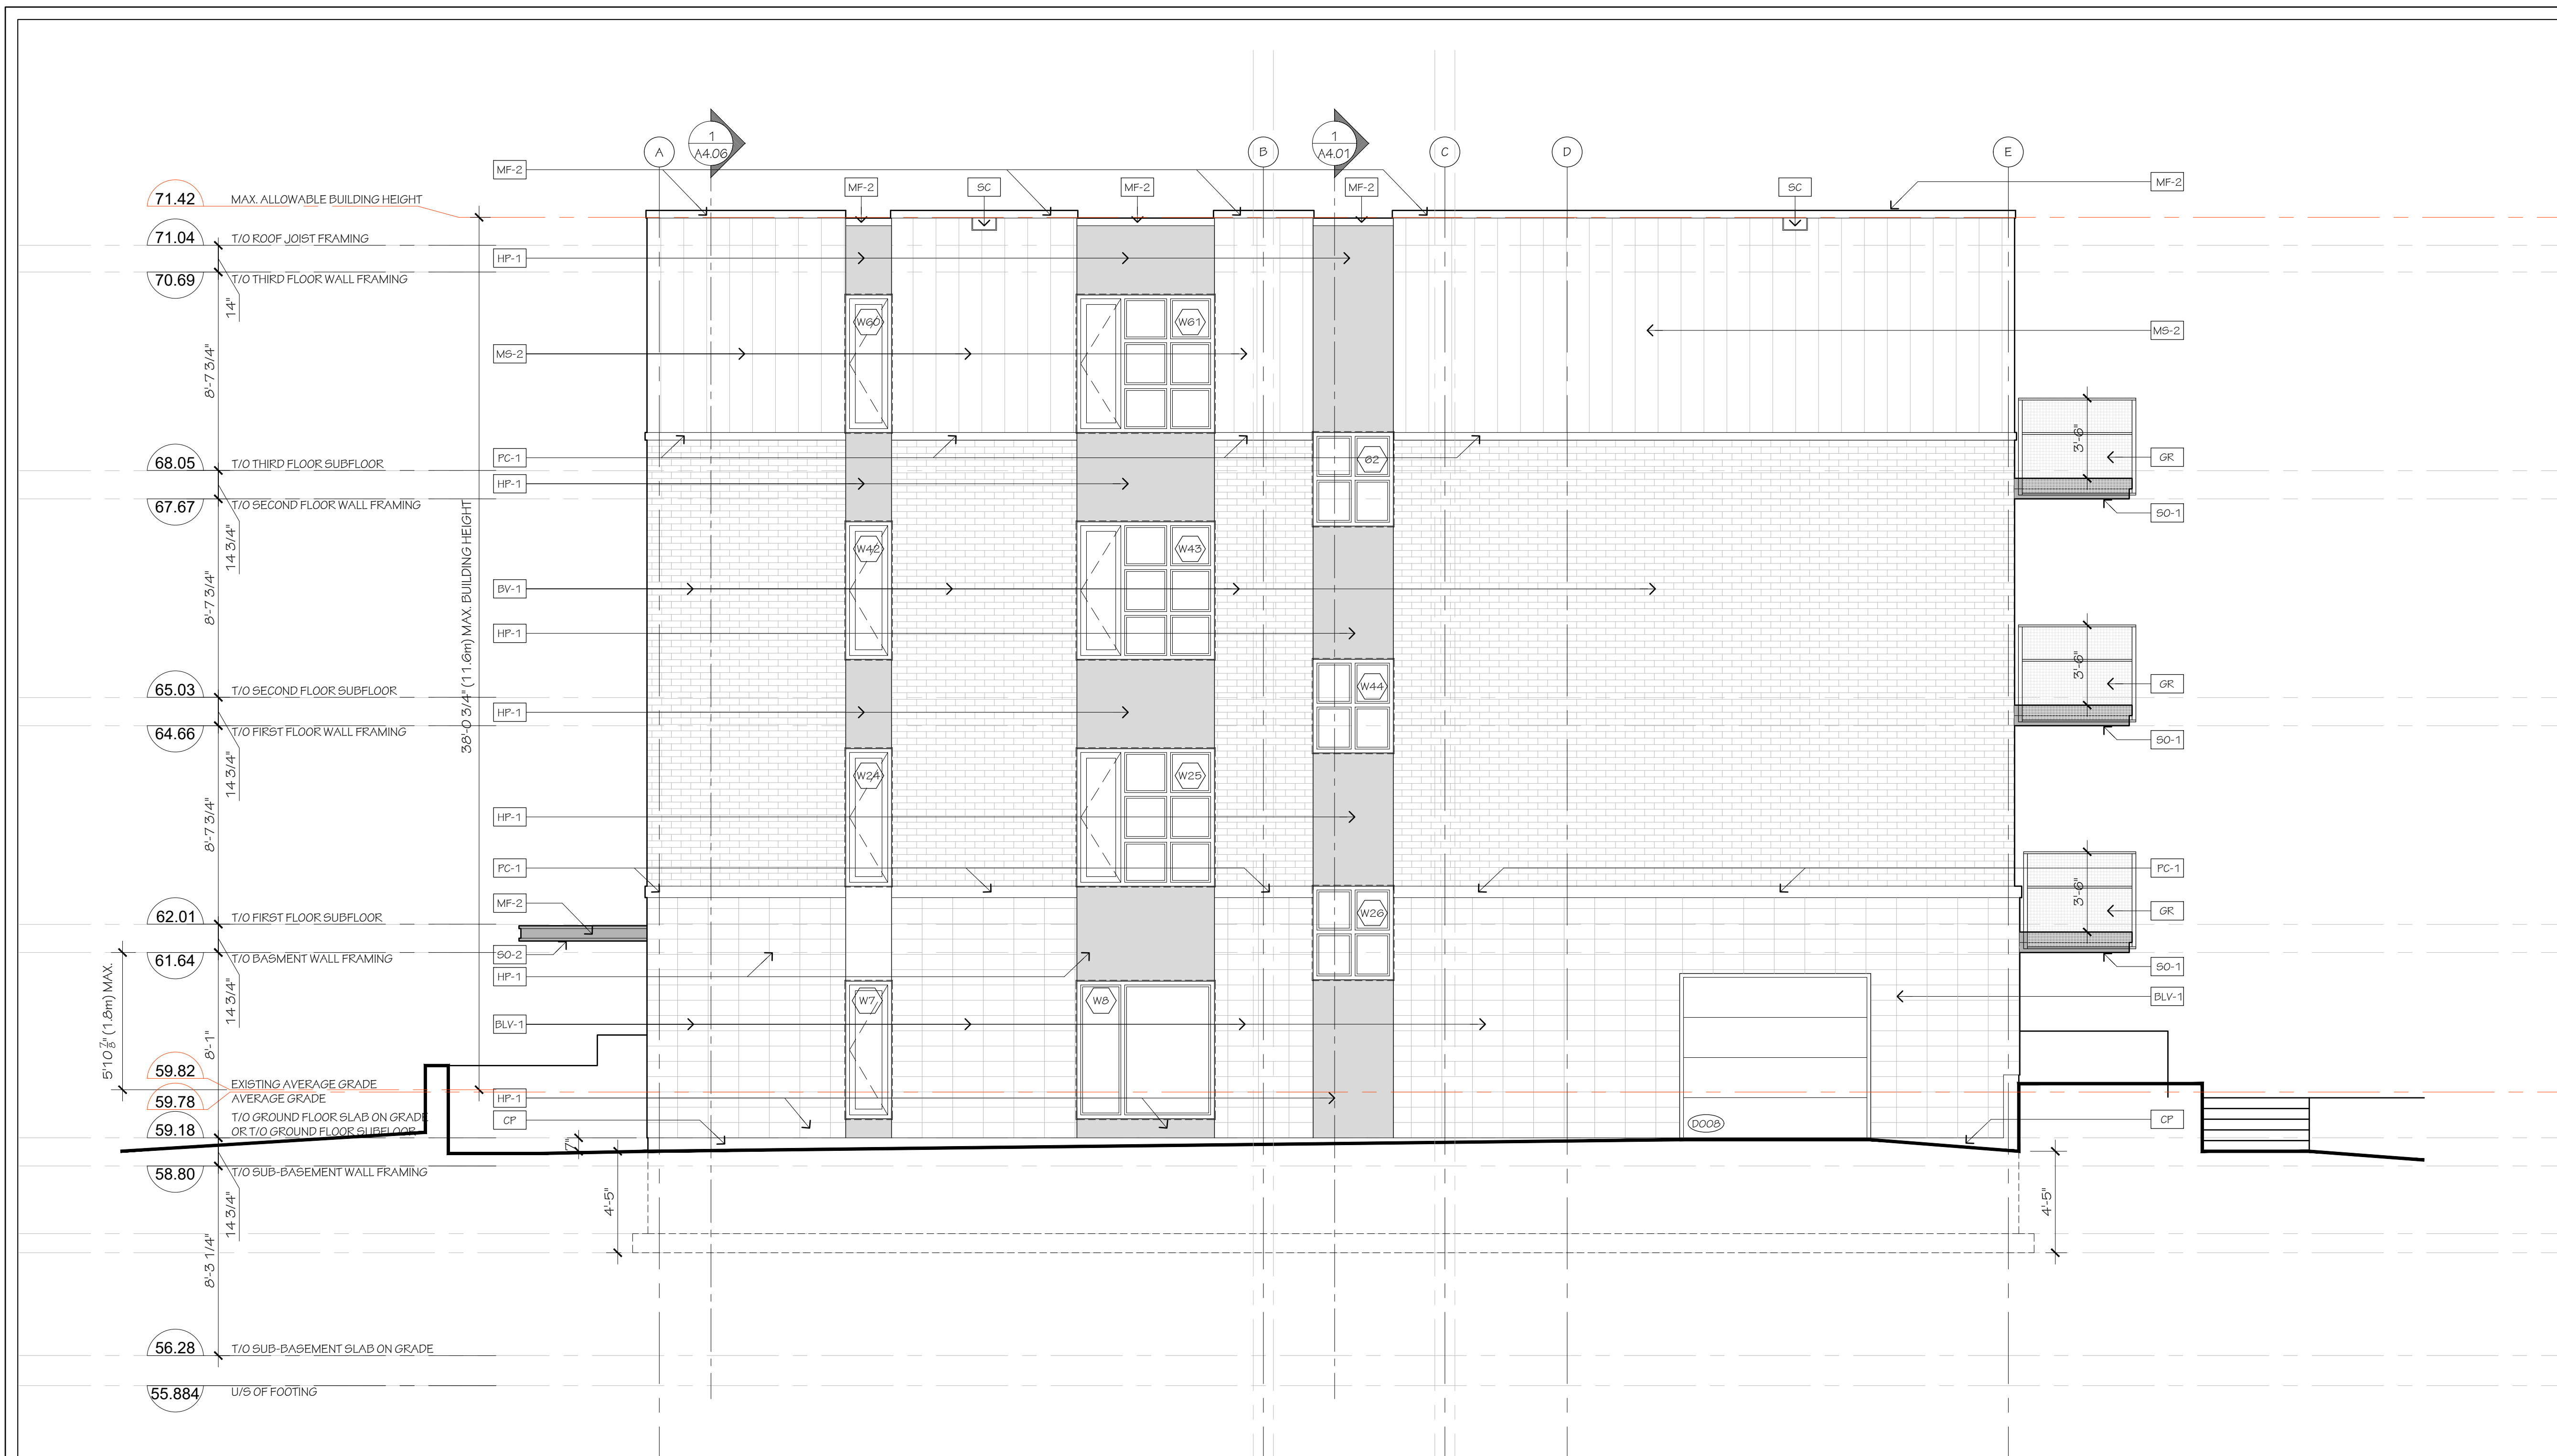 1
A4.06
1
A4.01
A
B
C
D
E
MF-2
MF-2
SC
MF-2
MF-2
SC
MF-2
71.42 MAX. ALLOWABLE BUILDING HEIGHT
71.04 T/O ROOF JOIST FRAMING
HP-1
70.69 T/O THIRD FLOOR WALL FRAMING
14"
W60
W61
MS-2
MS-2
8'-7 3/4"
3'-6"
PC-1
62
GR
68.05 T/O THIRD FLOOR SUBFLOOR
HP-1
67.67 T/O SECOND FLOOR WALL FRAMING
SO-1
14 3/4"
W42
W43
8'-7 3/4"
BV-1
38'-0 3/4" (11.6m) MAX. BUILDING HEIGHT
HP-1
3'-6"
65.03 T/O SECOND FLOOR SUBFLOOR
W44
GR
HP-1
64.66 T/O FIRST FLOOR WALL FRAMING
SO-1
14 3/4"
W24
W25
8'-7 3/4"
HP-1
PC-1
PC-1
3'-6"
MF-2
W26
GR
62.01 T/O FIRST FLOOR SUBFLOOR
SO-2
61.64 T/O BASMENT WALL FRAMING
SO-1
HP-1
14 3/4"
W7
W8
BLV-1
BLV-1
5'10 7/8" (1.8m) MAX.
8'-1"
59.82 EXISTING AVERAGE GRADE
59.78 AVERAGE GRADE
HP-1
CP
CP
59.18 T/O GROUND FLOOR SLAB ON GRADE
OR T/O GROUND FLOOR SUBFLOOR
D008
7"
58.80 T/O SUB-BASEMENT WALL FRAMING
14 3/4"
4'-5"
4'-5"
8'-3 1/4"
56.28 T/O SUB-BASEMENT SLAB ON GRADE
55.884 U/S OF FOOTING